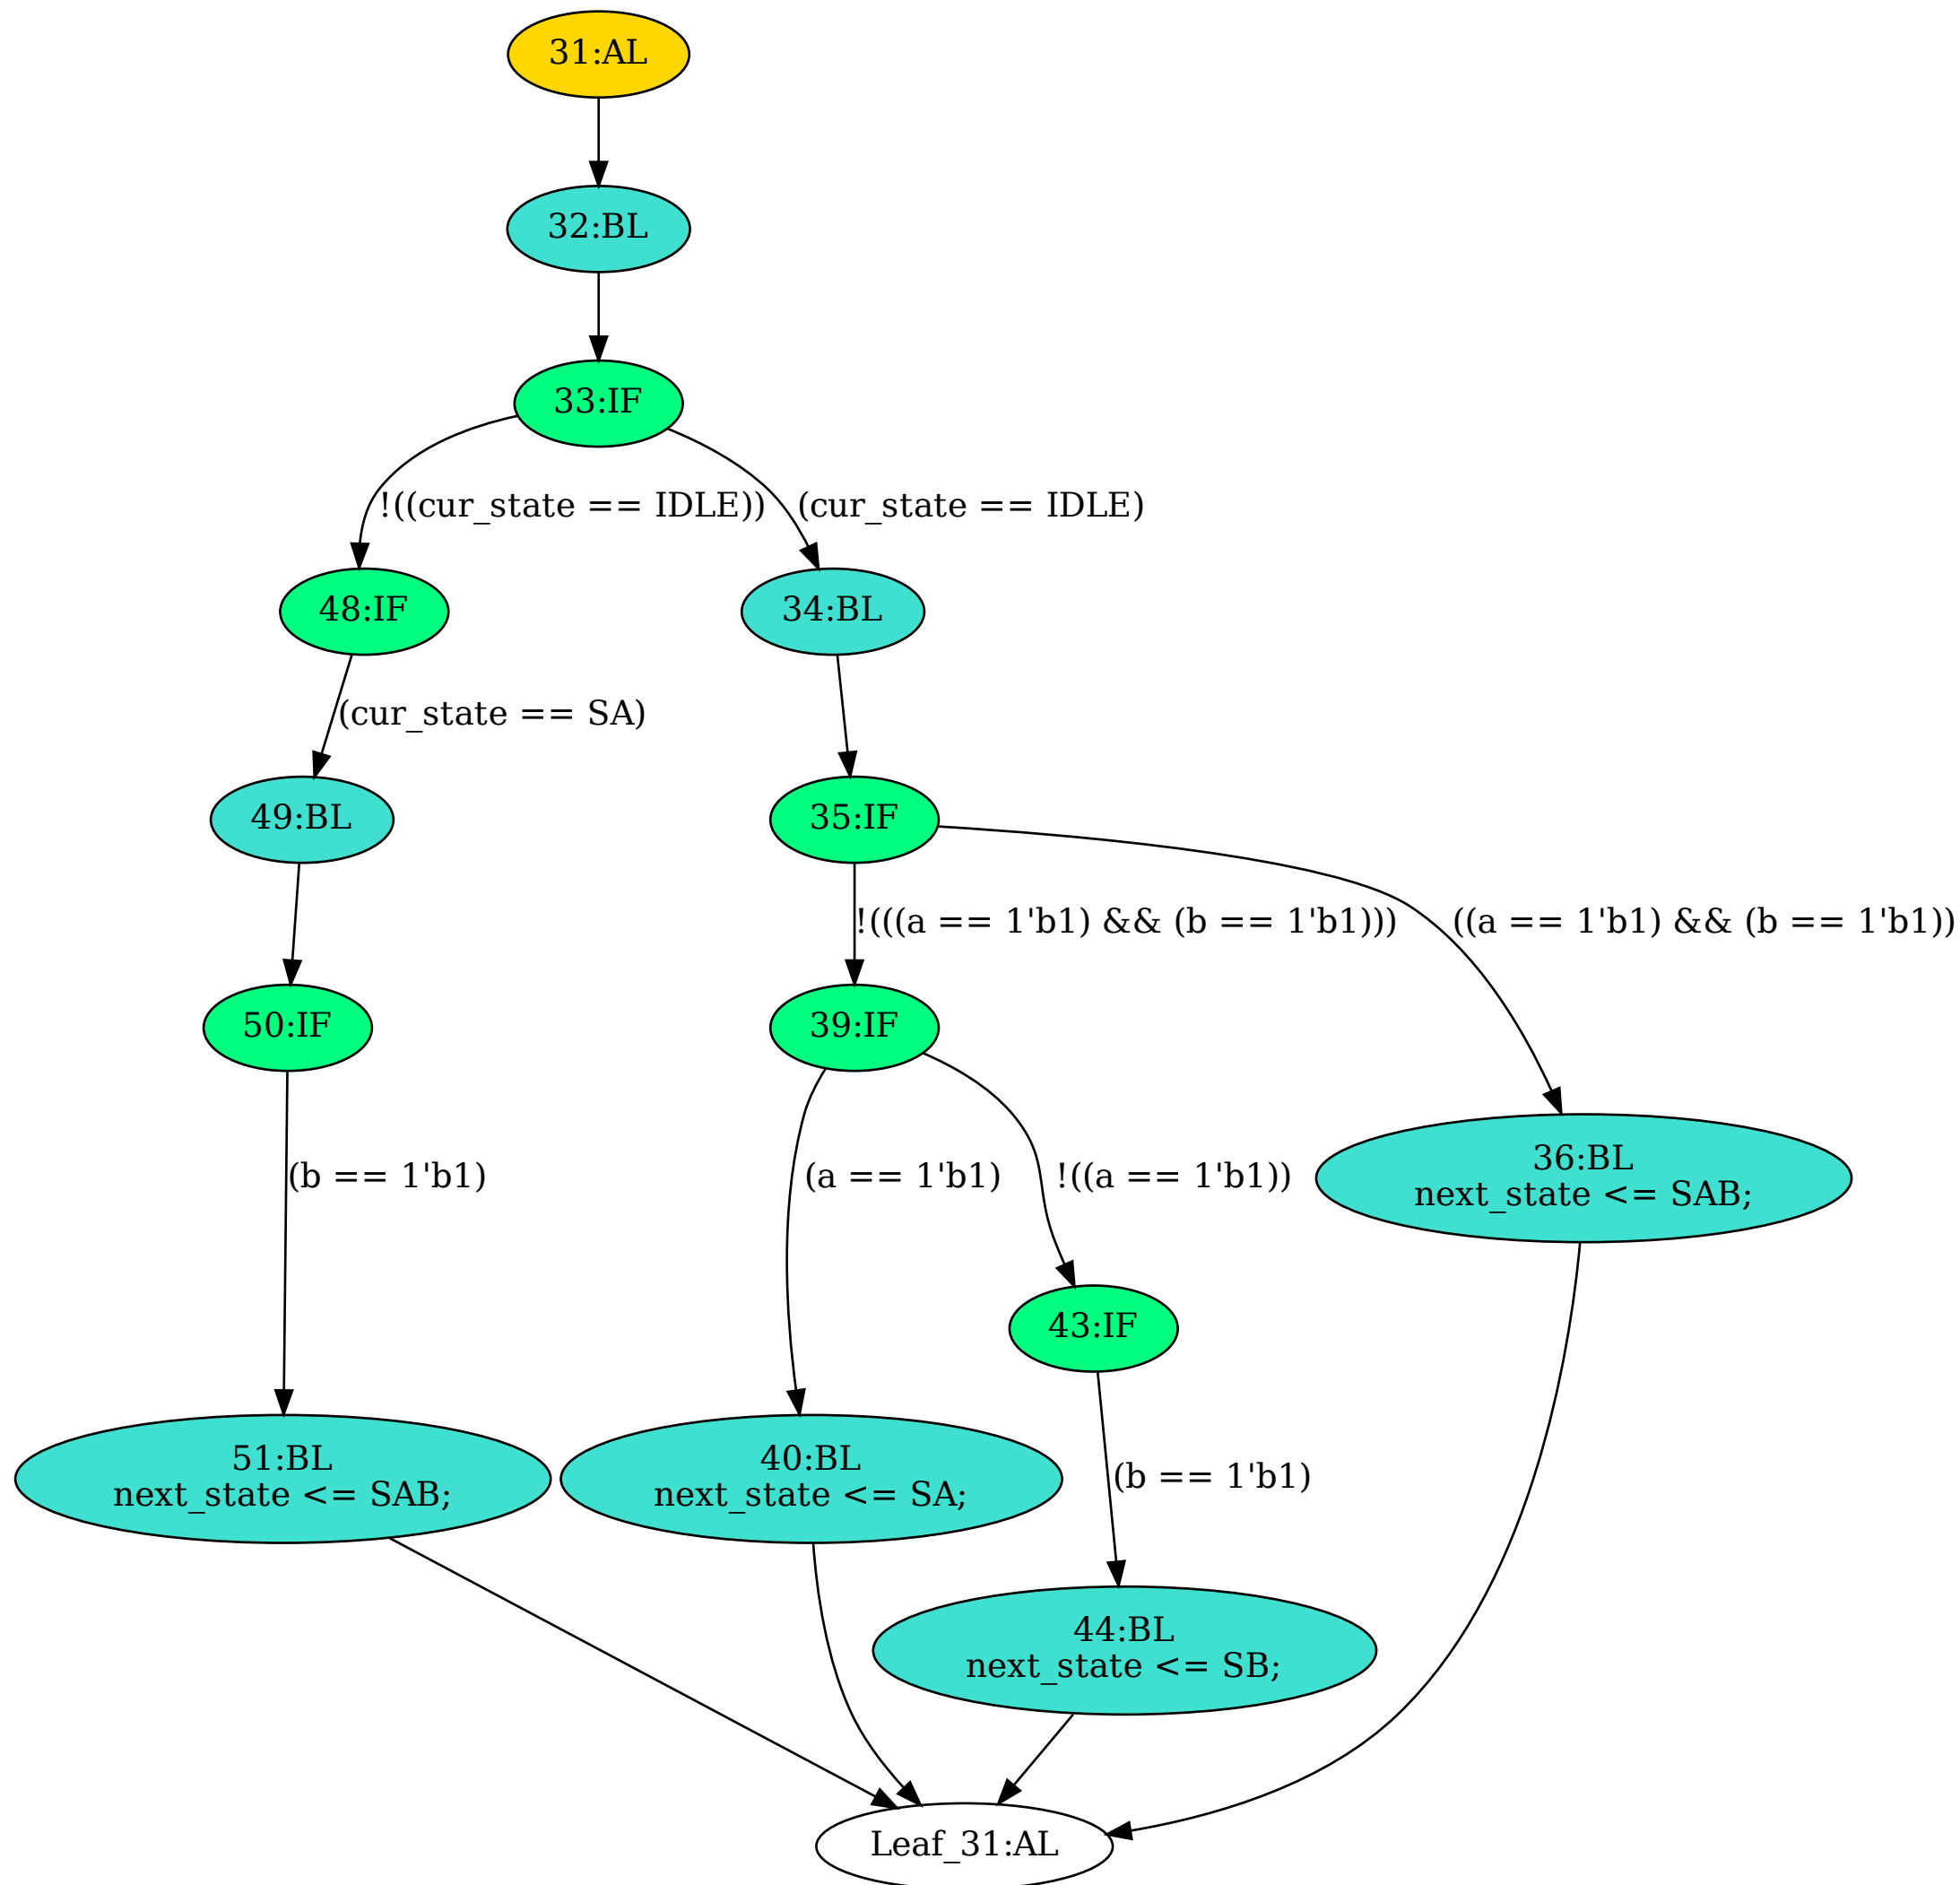 31:AL
32:BL
33:IF
!((cur_state == IDLE))
(cur_state == IDLE)
48:IF
34:BL
(cur_state == SA)
49:BL
35:IF
!(((a == 1'b1) && (b == 1'b1)))
((a == 1'b1) && (b == 1'b1))
50:IF
39:IF
(b == 1'b1)
(a == 1'b1)
!((a == 1'b1))
36:BL
next_state <= SAB;
43:IF
51:BL
next_state <= SAB;
40:BL
next_state <= SA;
(b == 1'b1)
44:BL
next_state <= SB;
Leaf_31:AL